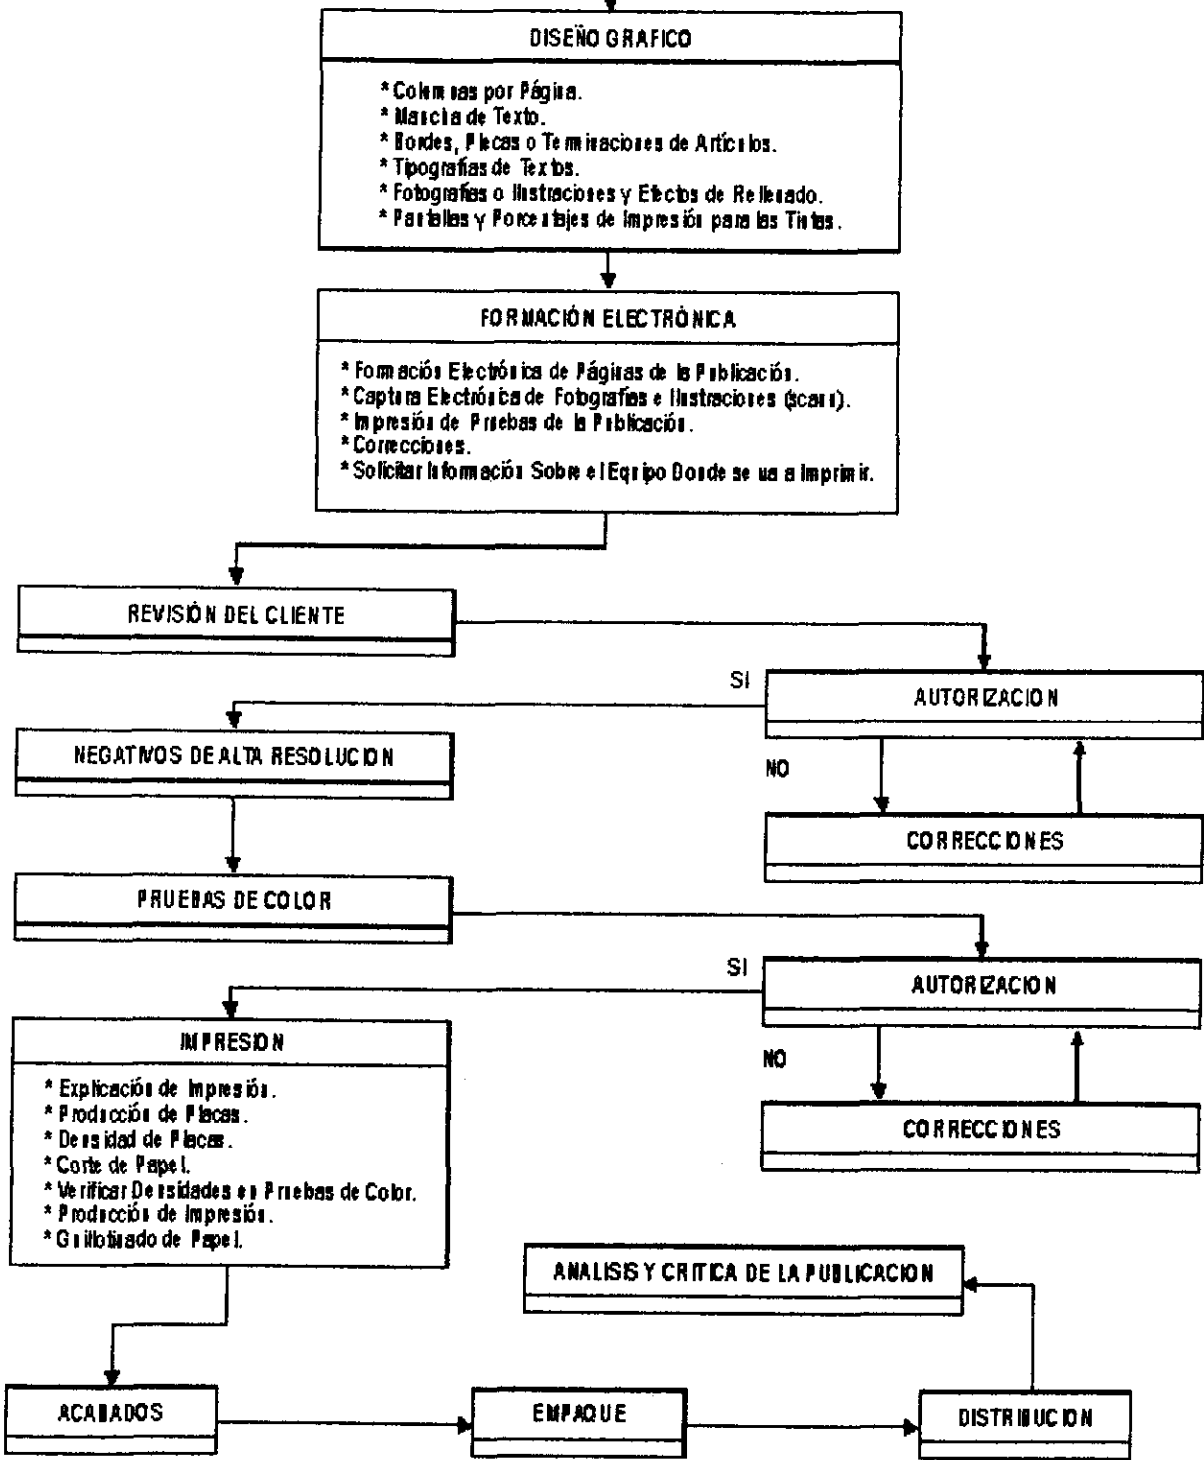 DISEÑO GRAFICO
* Columnas por Página.
* Mancha de Texto.
* Bordes, Plecas o Terminaciones de Artículos.
* Tipografías de Textos.
* Fotografías o Ilustraciones y Efectos de Rellenado.
* Pantallas y Porcentajes de Impresión para las Tintas.
FORMACIÓN ELECTRÓNICA
* Formación Electrónica de Páginas de la Publicación.
* Captura Electrónica de Fotografías e Ilustraciones (scann).
* Impresión de Pruebas de la Publicación.
* Correcciones.
* Solicitar Información Sobre el Equipo Donde se va a Imprimir.
REVISIÓN DEL CLIENTE
SI
AUTORIZACION
NEGATIVOS DE ALTA RESOLUCION
NO
CORRECCIONES
PRUEBAS DE COLOR
SI
AUTORIZACION
IMPRESION
NO
* Explicación de Impresión.
* Producción de Placas.
* Densidad de Placas.
* Corte de Papel.
* Verificar Densidades en Pruebas de Color.
* Producción de Impresión.
* Guillotinado de Papel.
CORRECCIONES
ANALISIS Y CRITICA DE LA PUBLICACION
ACABADOS
EMPAQUE
DISTRIBUCION